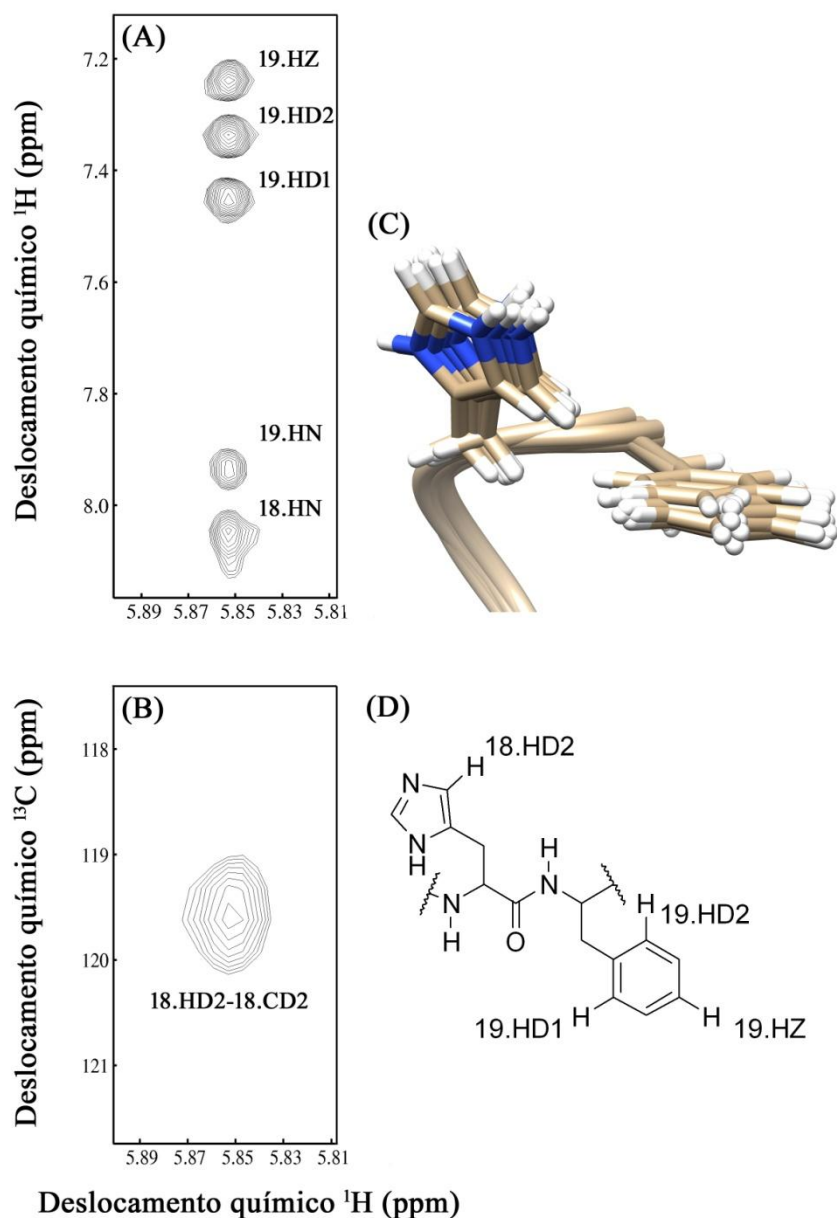 (A)
19.HZ
19.HD2
19.HD1
19.HN
18.HN
7.2
7.4
7.6
7.8
8.0
Deslocamento químico ¹H (ppm)
5.89 5.87 5.85 5.83 5.81
(C)
(B)
118
119
120
121
Deslocamento químico ¹³C (ppm)
18.HD2-18.CD2
5.89 5.87 5.85 5.83 5.81
Deslocamento químico ¹H (ppm)
(D)
H 18.HD2
N
N
H
H
N
N
H
O
H
19.HD2
19.HD1 H
H 19.HZ